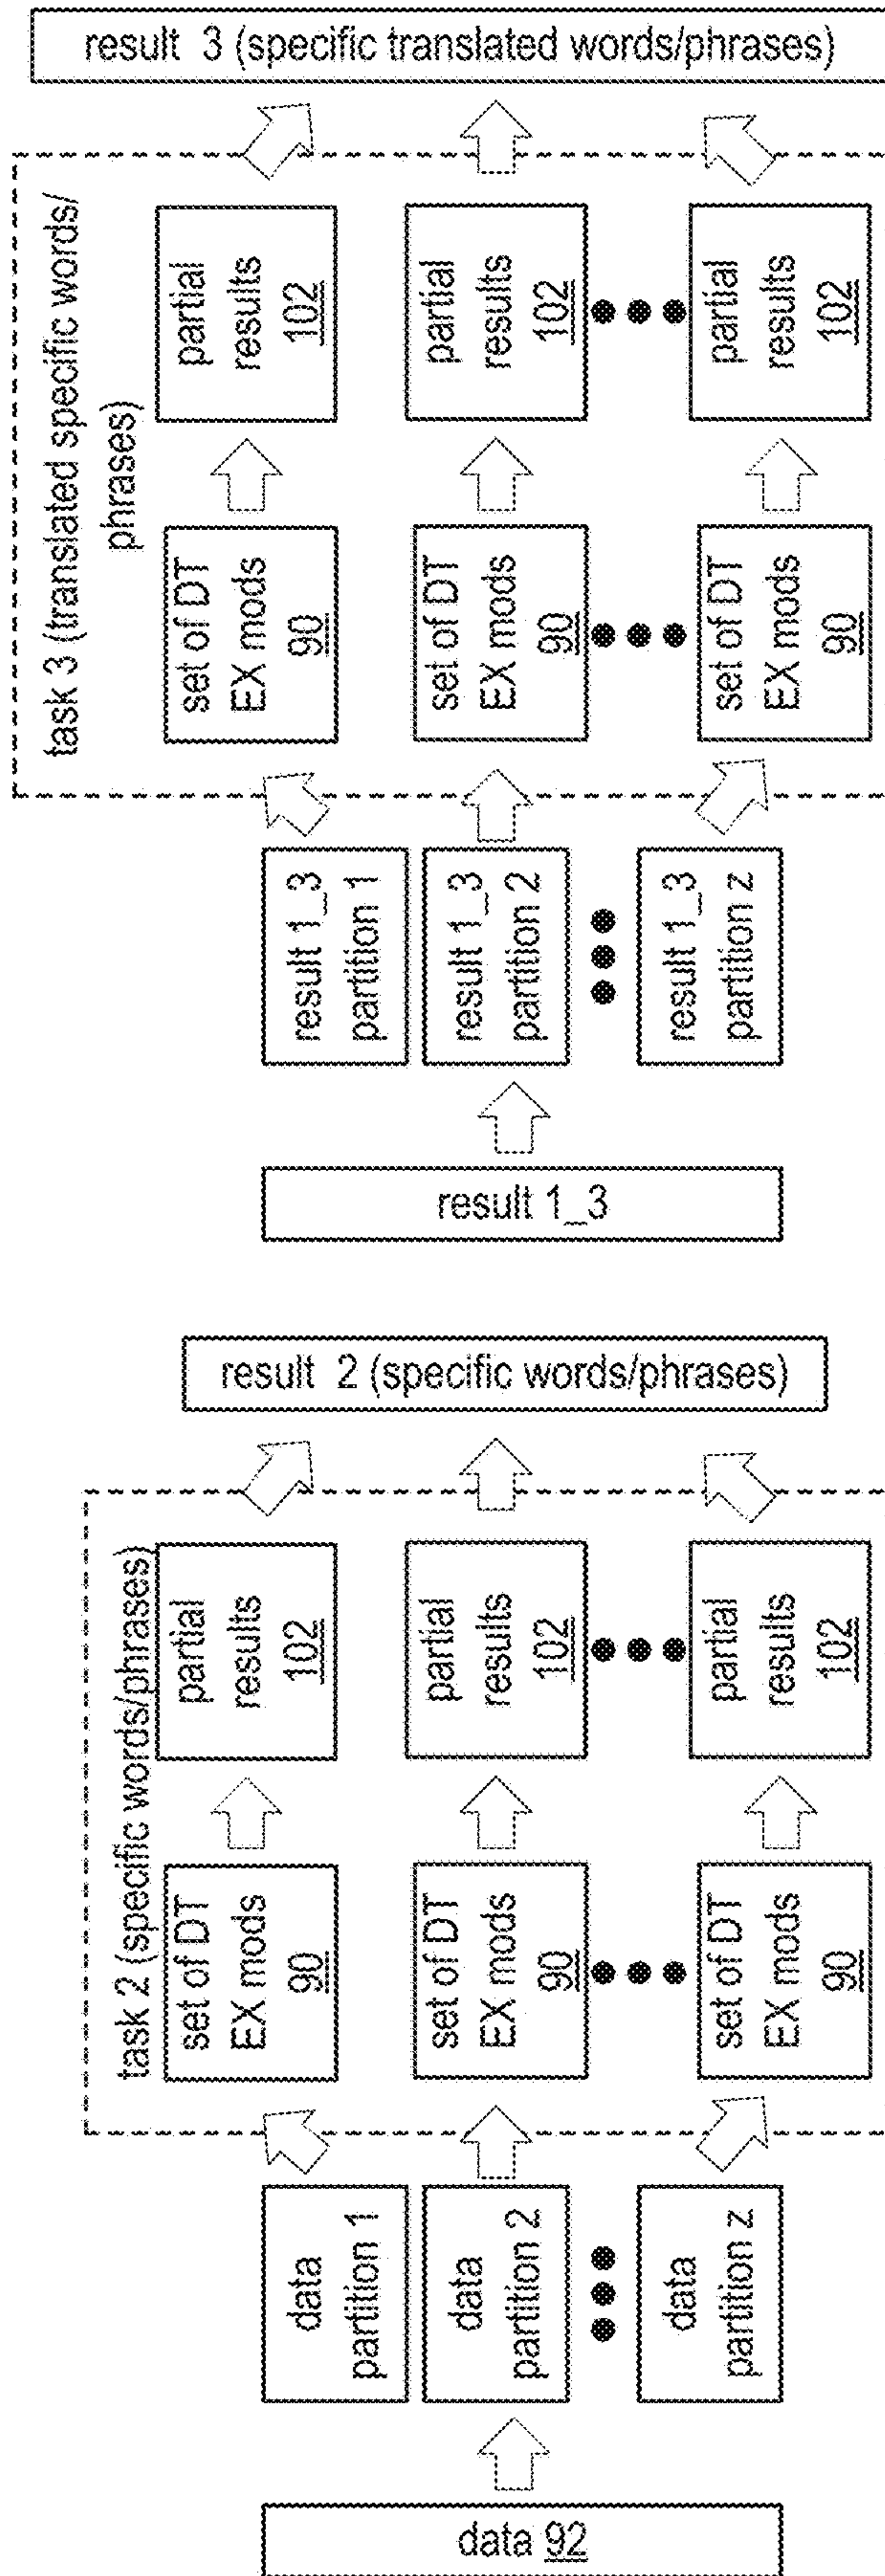 data 92
data
partition 1
data
partition 2
data
partition z
task 2 (specific words/phrases)
set of DT
EX mods
90
partial
results
102
set of DT
EX mods
90
partial
results
102
set of DT
EX mods
90
partial
results
102
result 2 (specific words/phrases)
result 1_3
result 1_3
partition 1
result 1_3
partition 2
result 1_3
partition z
task 3 (translated specific words/
phrases)
set of DT
EX mods
90
partial
results
102
set of DT
EX mods
90
partial
results
102
set of DT
EX mods
90
partial
results
102
result 3 (specific translated words/phrases)